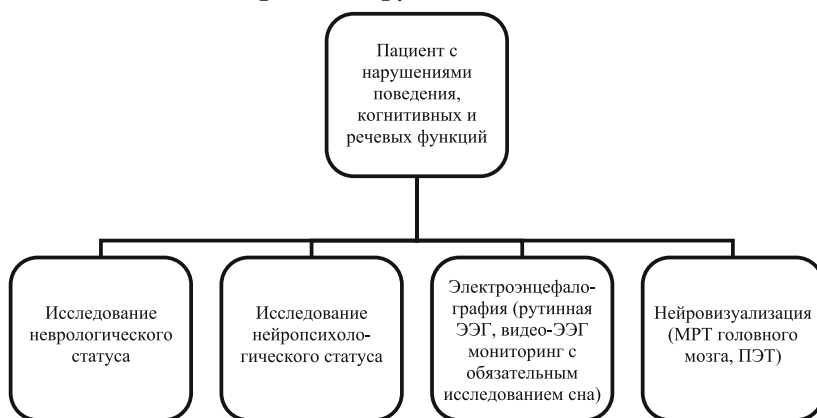 Пациент с
нарушениями
поведения,
когнитивных и
речевых функций
Исследование
неврологического
статуса
Исследование
нейропсихоло-
гического статуса
Электроэнцефало-
графия (рутинная
ЭЭГ, видео-ЭЭГ
мониторинг с
обязательным
исследованием сна)
Нейровизуализация
(МРТ головного
мозга, ПЭТ)